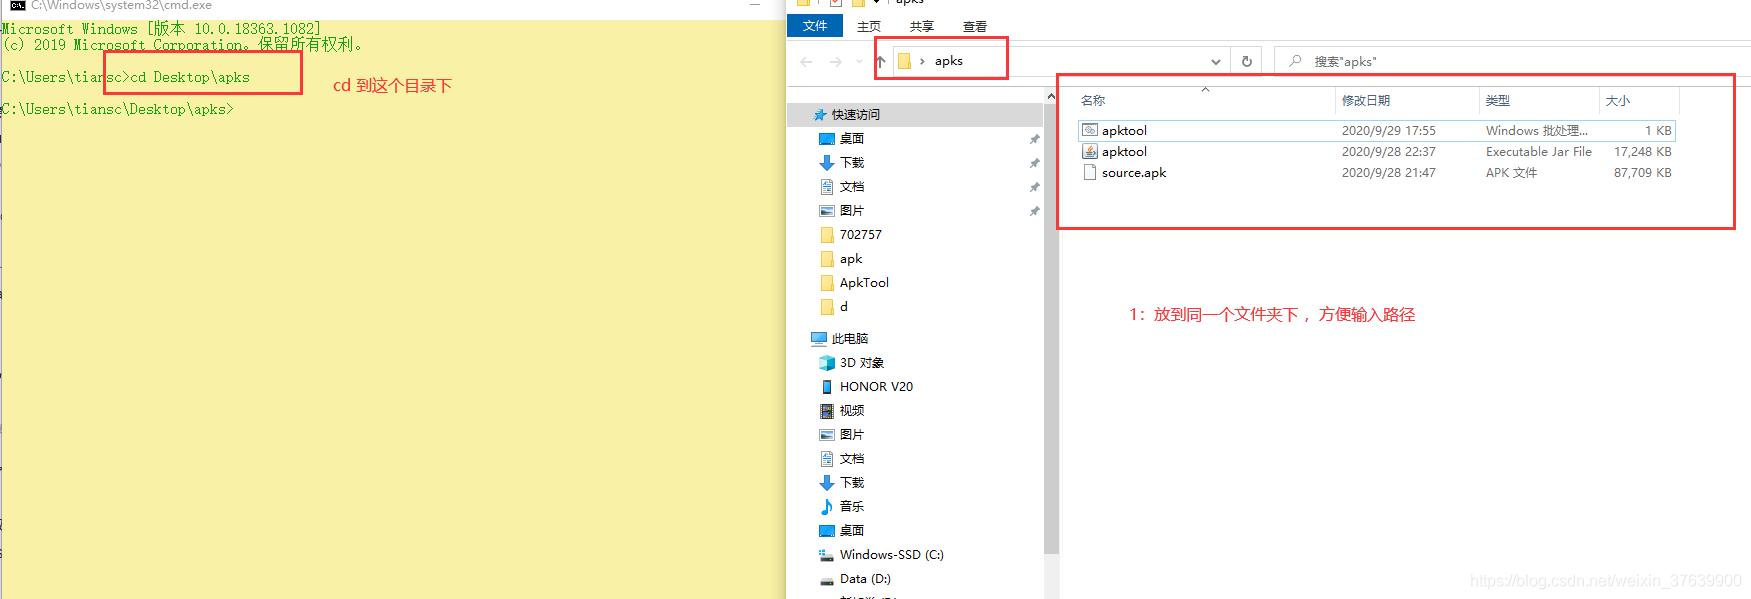 C:\Windows\system32\cmd.exe
Microsoft Windows [版本 10.0.18363.1082]
(c) 2019 Microsoft Corporation。保留所有权利。
C:\Users\tiansc>cd Desktop\apks
cd 到这个目录下
C:\Users\tiansc\Desktop\apks>
apks
文件 主页 共享 查看
apks
搜索"apks"
快速访问
桌面
下载
文档
图片
702757
apk
ApkTool
d
此电脑
3D 对象
HONOR V20
视频
图片
文档
下载
音乐
桌面
Windows-SSD (C:)
Data (D:)
名称 修改日期 类型 大小
apktool 2020/9/29 17:55 Windows 批处理... 1 KB
apktool 2020/9/28 22:37 Executable Jar File 17,248 KB
source.apk 2020/9/28 21:47 APK 文件 87,709 KB
1：放到同一个文件夹下 ，方便输入路径
https://blog.csdn.net/weixin_37639900